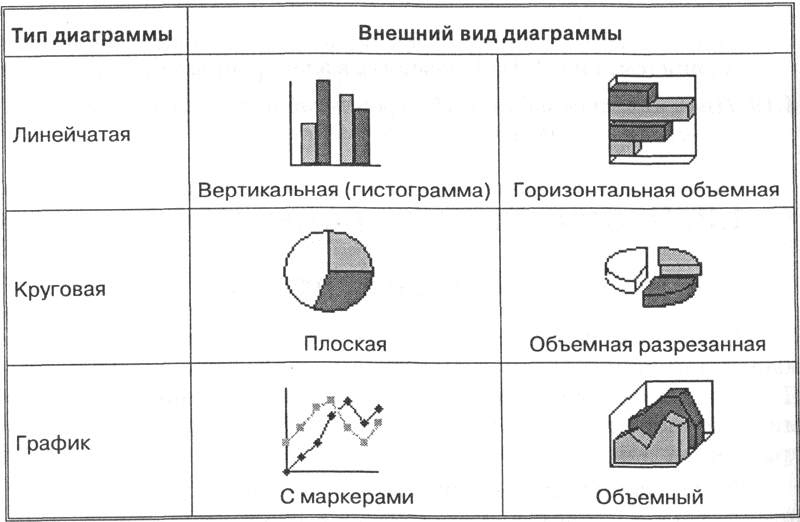 Тип диаграммы
Внешний вид диаграммы
Линейчатая
Вертикальная (гистограмма)
Горизонтальная объемная
Круговая
Плоская
Объемная разрезанная
График
С маркерами
Объемный